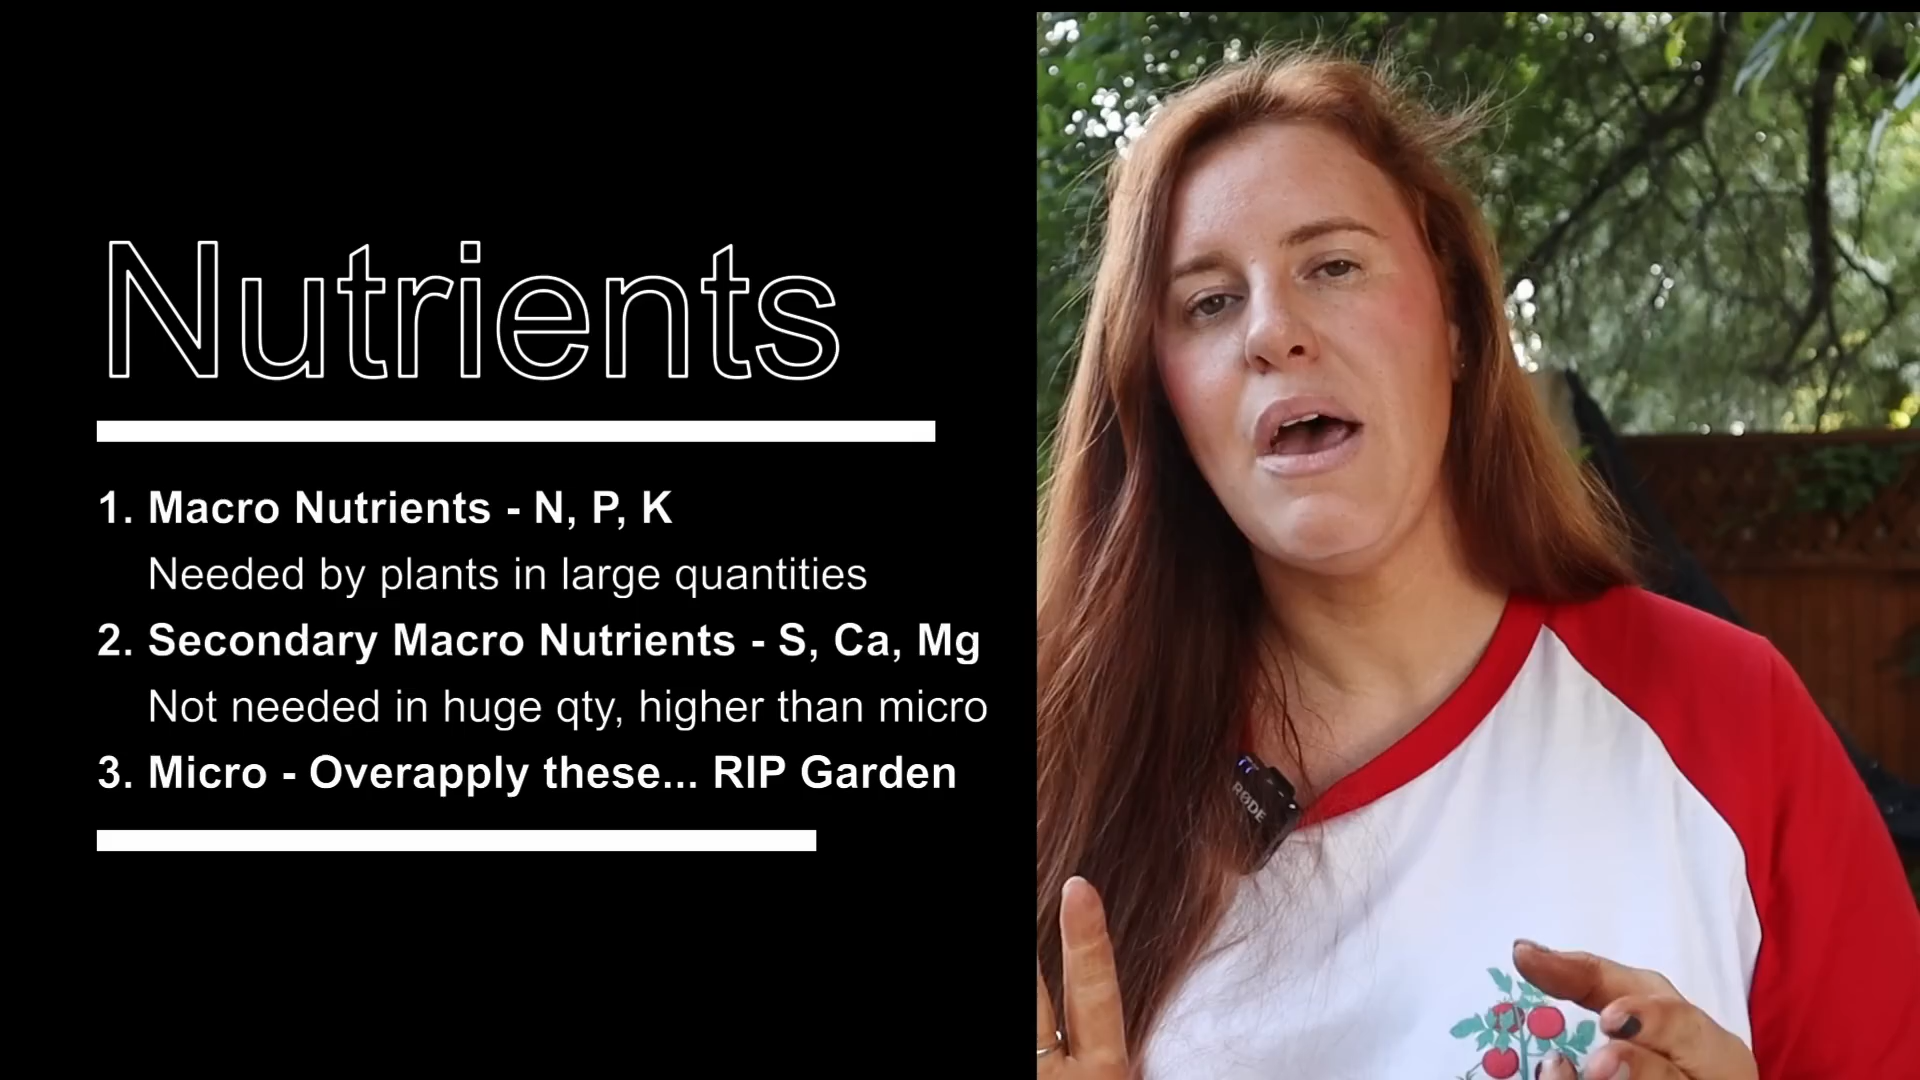 Nutrients
1. Macro Nutrients - N, P, K
Needed by plants in large quantities
2. Secondary Macro Nutrients - S, Ca, Mg
Not needed in huge qty, higher than micro
3. Micro - Overapply these... RIP Garden
RØDE